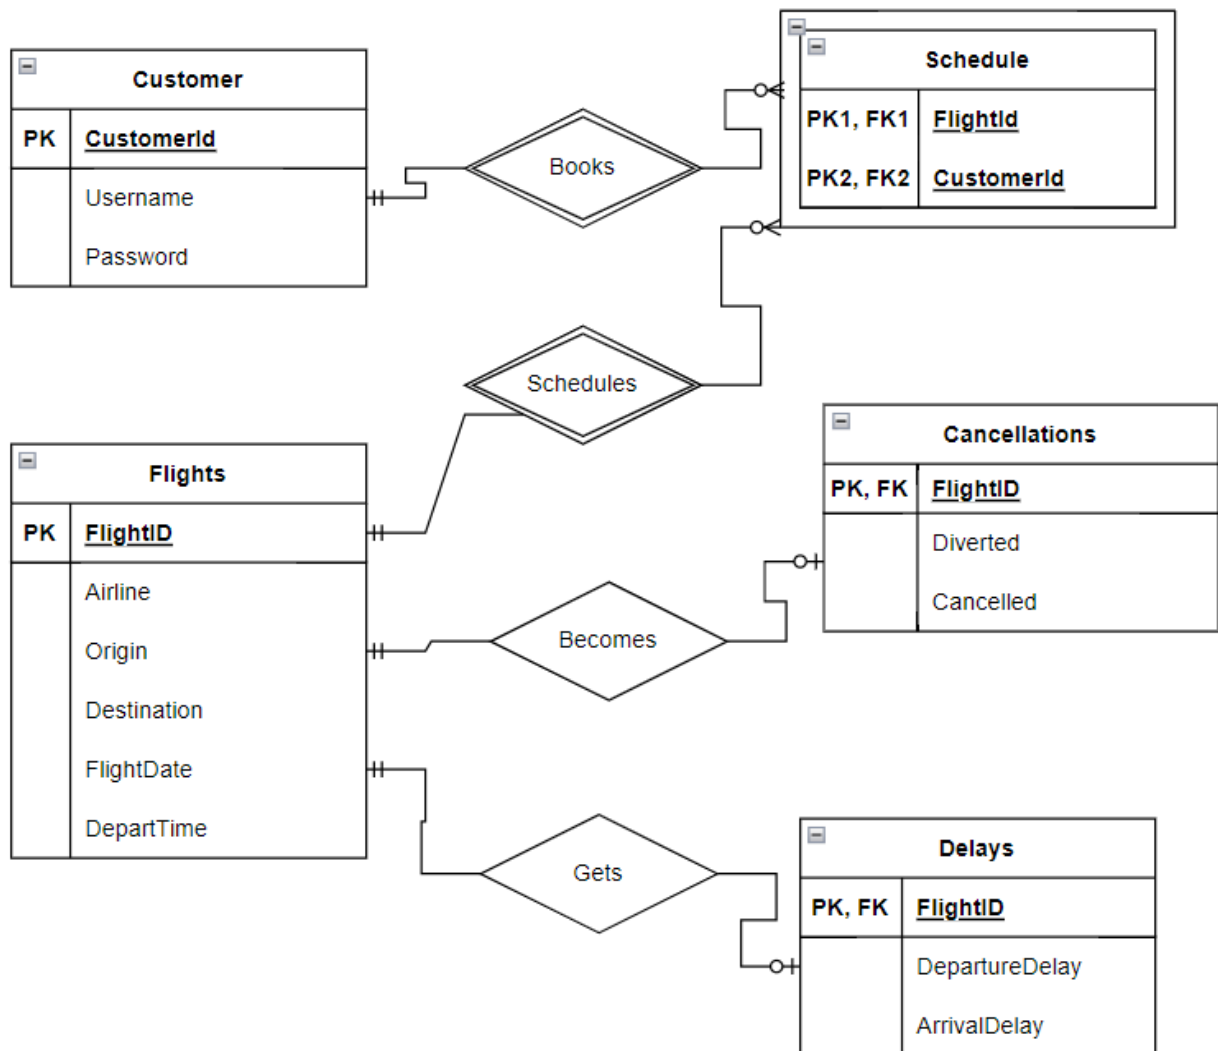 Customer
PK CustomerId
Username
Password
Books
Schedule
PK1, FK1 FlightId
PK2, FK2 CustomerId
Schedules
Flights
PK FlightID
Airline
Origin
Destination
FlightDate
DepartTime
Cancellations
PK, FK FlightID
Diverted
Cancelled
Becomes
Gets
Delays
PK, FK FlightID
DepartureDelay
ArrivalDelay